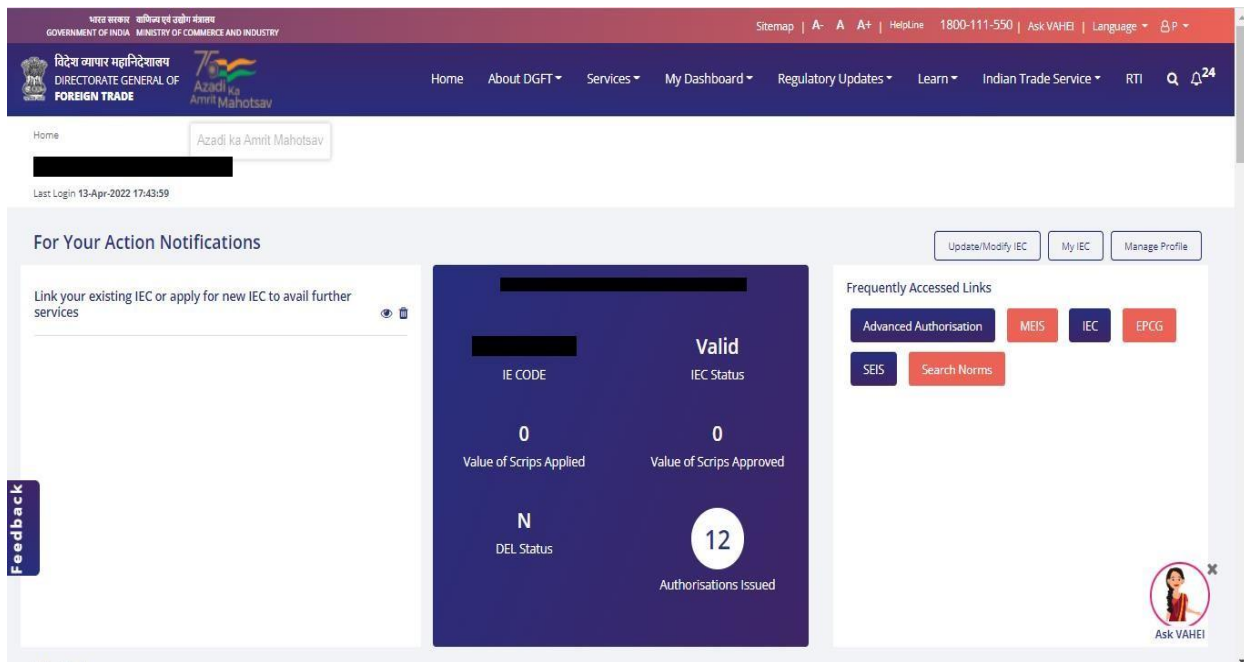 भारत सरकार वाणिज्य एवं उद्योग मंत्रालय
GOVERNMENT OF INDIA MINISTRY OF COMMERCE AND INDUSTRY
Sitemap | A- A A+ | HelpLine 1800-111-550 | Ask VAHEI | Language P
विदेश व्यापार महानिदेशालय
DIRECTORATE GENERAL OF
FOREIGN TRADE
75
Azadi Ka
Amrit Mahotsav
Home About DGFT Services My Dashboard Regulatory Updates Learn Indian Trade Service RTI 24
Home
Azadi ka Amrit Mahotsav
Last Login 13-Apr-2022 17:43:59
For Your Action Notifications
Update/Modify IEC My IEC Manage Profile
Link your existing IEC or apply for new IEC to avail further
services
IE CODE
Valid
IEC Status
0
Value of Scrips Applied
0
Value of Scrips Approved
N
DEL Status
12
Authorisations Issued
Frequently Accessed Links
Advanced Authorisation MEIS IEC EPCG
SEIS Search Norms
Feedback
Ask VAHEI